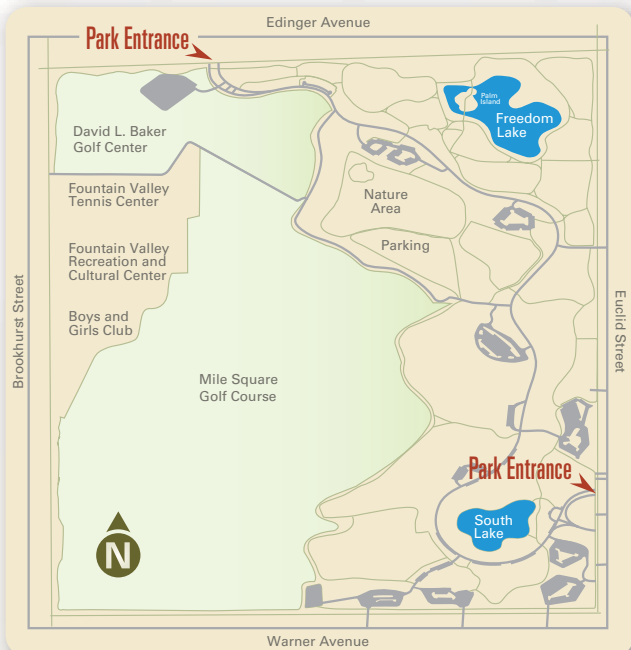 Edinger Avenue
Park Entrance
Palm
Island
Freedom
Lake
David L. Baker
Golf Center
Fountain Valley
Tennis Center
Nature
Area
Parking
Fountain Valley
Recreation and
Cultural Center
Boys and
Girls Club
Brookhurst Street
Euclid Street
Mile Square
Golf Course
Park Entrance
South
Lake
N
Warner Avenue